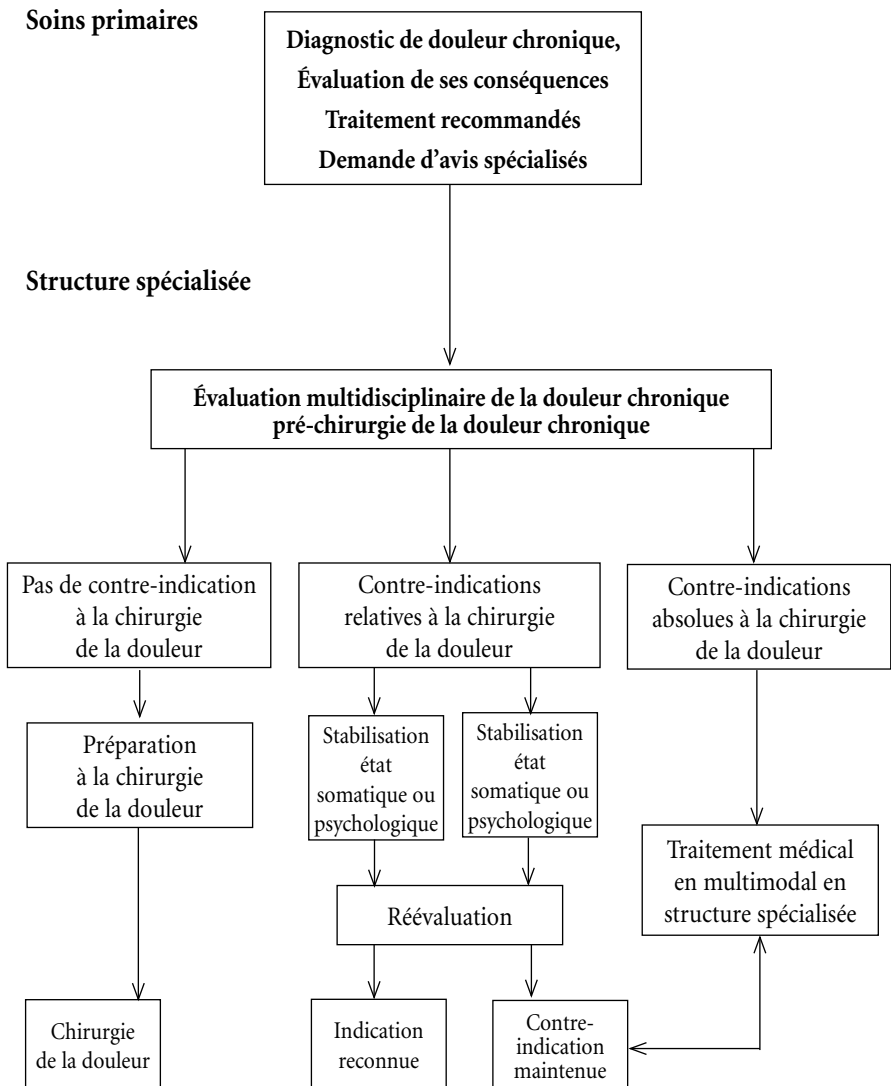 Soins primaires
Diagnostic de douleur chronique,
Évaluation de ses conséquences
Traitement recommandés
Demande d'avis spécialisés
Structure spécialisée
Évaluation multidisciplinaire de la douleur chronique
pré-chirurgie de la douleur chronique
Pas de contre-indication
à la chirurgie
de la douleur
Contre-indications
relatives à la chirurgie
de la douleur
Contre-indications
absolues à la chirurgie
de la douleur
Préparation
à la chirurgie
de la douleur
Stabilisation
état
somatique ou
psychologique
Stabilisation
état
somatique ou
psychologique
Traitement médical
en multimodal en
structure spécialisée
Réévaluation
Chirurgie
de la douleur
Indication
reconnue
Contre-
indication
maintenue